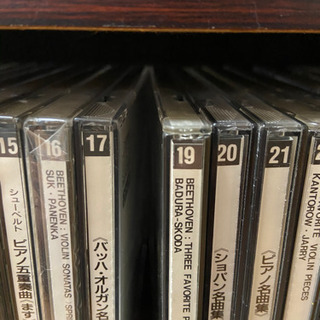 15
シューベルト
ピアノ五重奏曲《ます
16
BEETHOVEN: VIOLIN SONATAS
SUK・PANENKA
17
《バッハ・オルガン名
19
BEETHOVEN: THREE FAVORITE
BADURA-SKODA
20
《ショパン名曲集》
21
《ピアノ名曲集》
VIOLIN PIECES
KANTOROW・JARRY